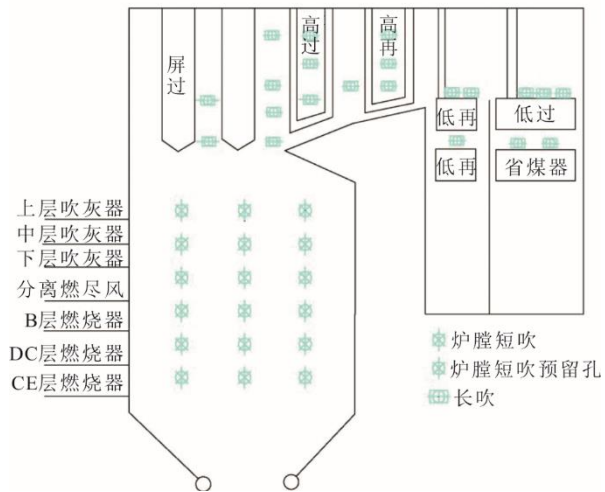 屏过
高过
高再
低再
低过
低再
省煤器
上层吹灰器
中层吹灰器
下层吹灰器
分离燃尽风
B层燃烧器
DC层燃烧器
CE层燃烧器
炉膛短吹
炉膛短吹预留孔
长吹